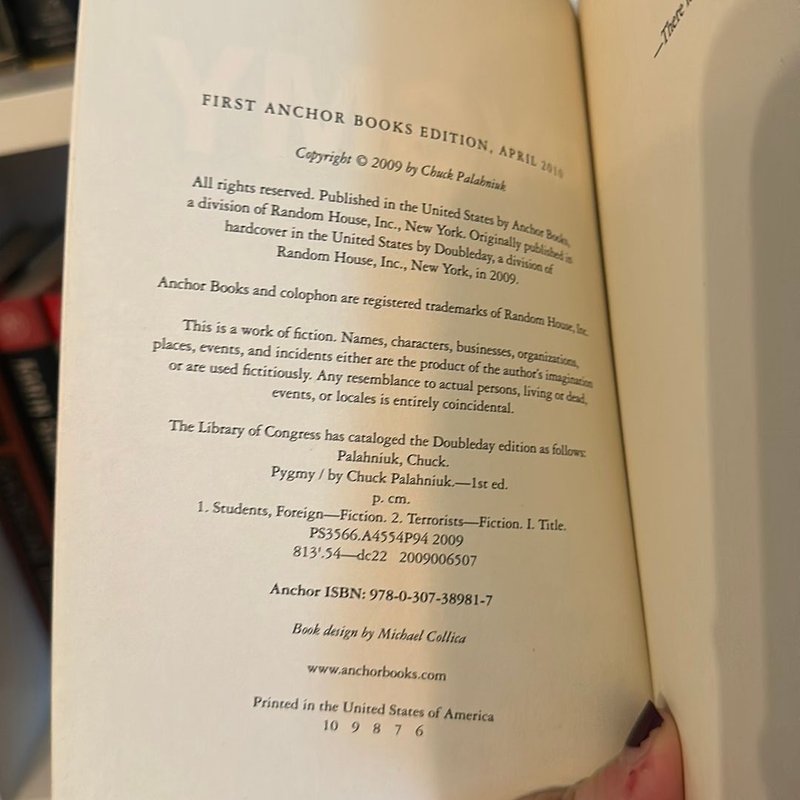 FIRST ANCHOR BOOKS EDITION, APRIL 2010
Copyright © 2009 by Chuck Palahniuk
All rights reserved. Published in the United States by Anchor Books,
a division of Random House, Inc., New York. Originally published in
hardcover in the United States by Doubleday, a division of
Random House, Inc., New York, in 2009.
Anchor Books and colophon are registered trademarks of Random House, Inc.
This is a work of fiction. Names, characters, businesses, organizations,
places, events, and incidents either are the product of the author's imagination
or are used fictitiously. Any resemblance to actual persons, living or dead,
events, or locales is entirely coincidental.
The Library of Congress has cataloged the Doubleday edition as follows:
Palahniuk, Chuck.
Pygmy / by Chuck Palahniuk.—1st ed.
p. cm.
1. Students, Foreign—Fiction. 2. Terrorists—Fiction. I. Title.
PS3566.A4554P94 2009
813'.54—dc22 2009006507
Anchor ISBN: 978-0-307-38981-7
Book design by Michael Collica
www.anchorbooks.com
Printed in the United States of America
10 9 8 7 6
—There